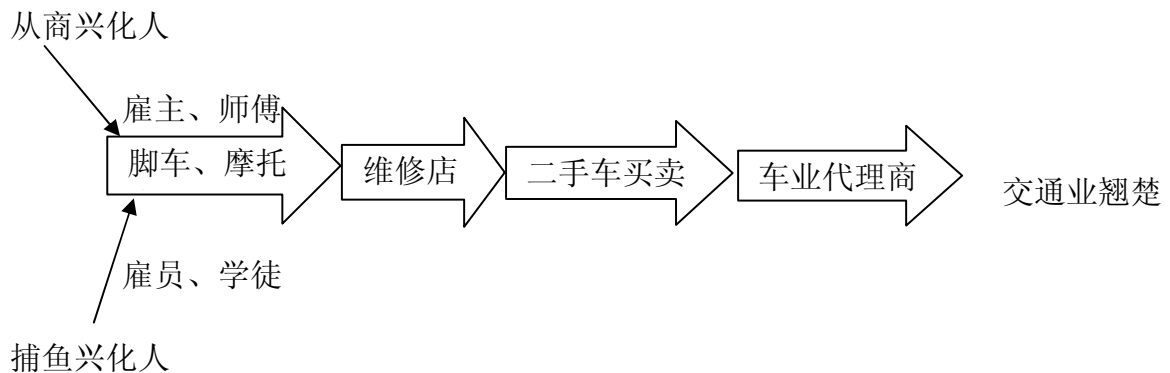 从商兴化人
雇主、师傅
脚车、摩托
维修店
二手车买卖
车业代理商
交通业翘楚
雇员、学徒
捕鱼兴化人